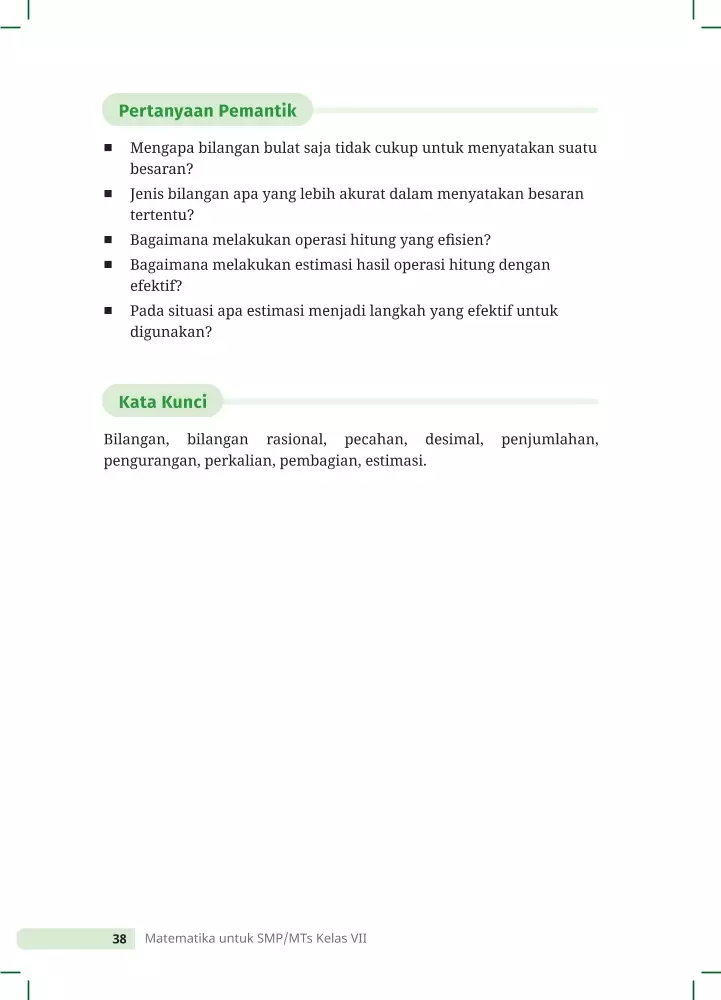 Pertanyaan Pemantik
■ Mengapa bilangan bulat saja tidak cukup untuk menyatakan suatu
besaran?
■ Jenis bilangan apa yang lebih akurat dalam menyatakan besaran
tertentu?
■ Bagaimana melakukan operasi hitung yang efisien?
■ Bagaimana melakukan estimasi hasil operasi hitung dengan
efektif?
■ Pada situasi apa estimasi menjadi langkah yang efektif untuk
digunakan?
Kata Kunci
Bilangan, bilangan rasional, pecahan, desimal, penjumlahan,
pengurangan, perkalian, pembagian, estimasi.
38 Matematika untuk SMP/MTs Kelas VII